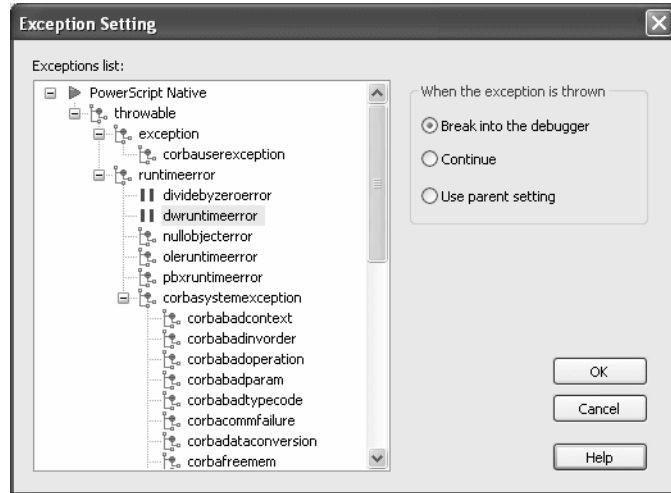 Exception Setting
Exceptions list:
PowerScript Native
throwable
exception
corbauserexception
runtimeerror
dividebyzeroerror
dwruntimeerror
nullobjecterror
oleruntimeerror
pbxruntimeerror
corbasystemexception
corbabadcontext
corbabadinvorder
corbabadoperation
corbabadparam
corbabadtypecode
corbacommfailure
corbadataconversion
corbafreemem
When the exception is thrown
Break into the debugger
Continue
Use parent setting
OK
Cancel
Help